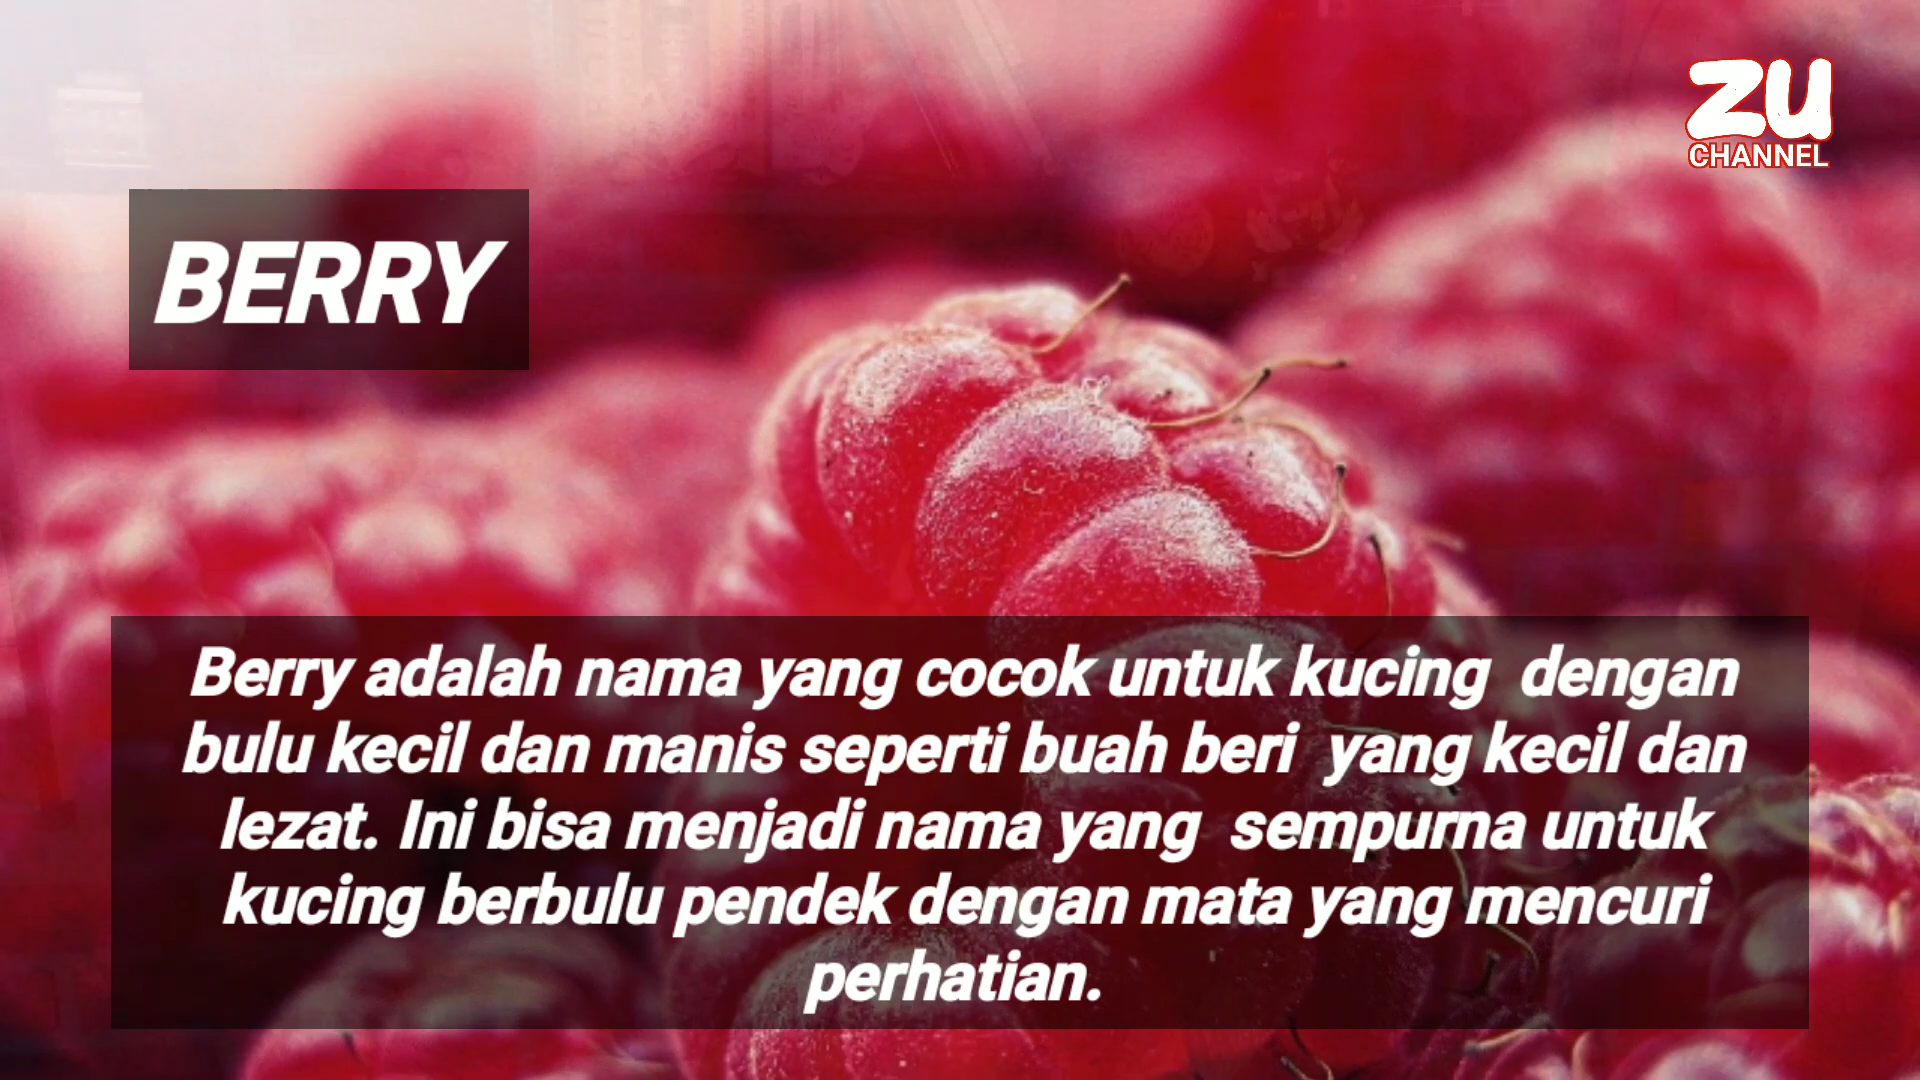 ZU
CHANNEL
BERRY
Berry adalah nama yang cocok untuk kucing  dengan
bulu kecil dan manis seperti buah beri  yang kecil dan
lezat. Ini bisa menjadi nama yang  sempurna untuk
kucing berbulu pendek dengan mata yang mencuri
perhatian.